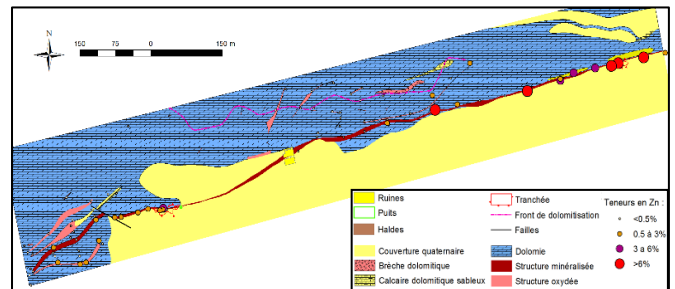 N
150 75 0 150 m
Ruines
Puits
Haldes
Couverture quaternaire
Brèche dolomitique
Calcaire dolomitique sableux
Tranchée
Front de dolomitisation
Failles
Dolomie
Structure minéralisée
Structure oxydée
Teneurs en Zn :
<0.5%
0.5 à 3%
3 a 6%
>6%